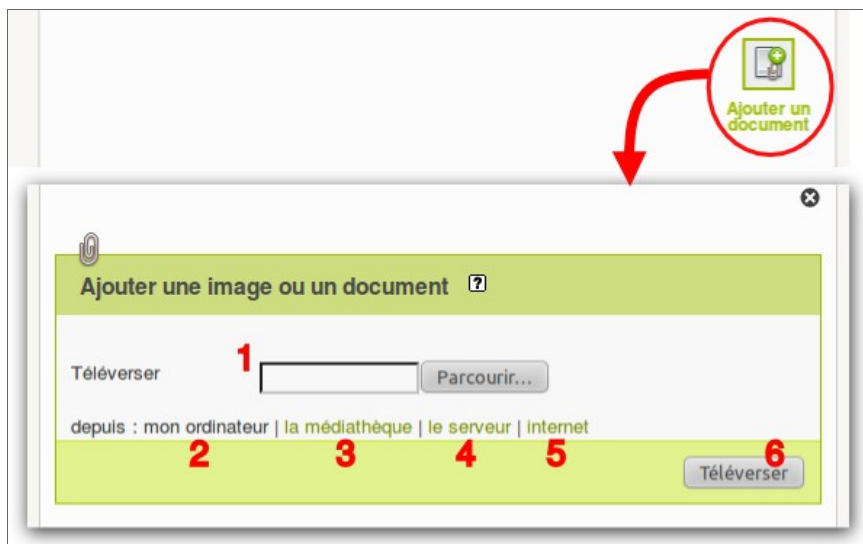 Ajouter un
document
Ajouter une image ou un document ?
1
Téléverser Parcourir...
depuis : mon ordinateur | la médiathèque | le serveur | internet
2 3 4 5 6
Téléverser